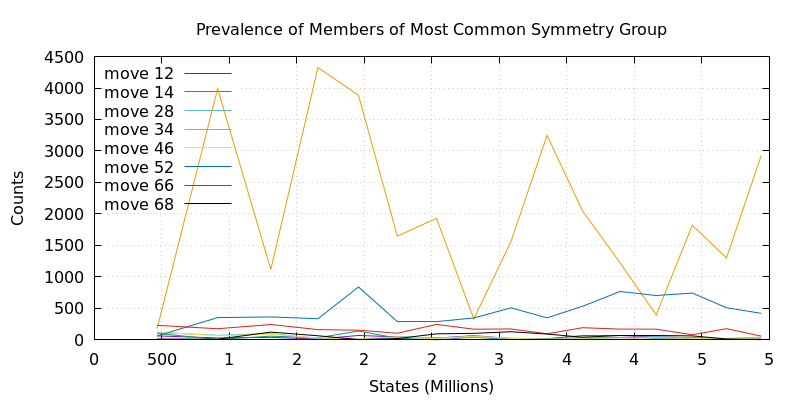 Prevalence of Members of Most Common Symmetry Group
4500
4000
3500
3000
2500
2000
1500
1000
500
0
Counts
move 12
move 14
move 28
move 34
move 46
move 52
move 66
move 68
0 500 1 2 2 2 3 4 4 5 5
States (Millions)